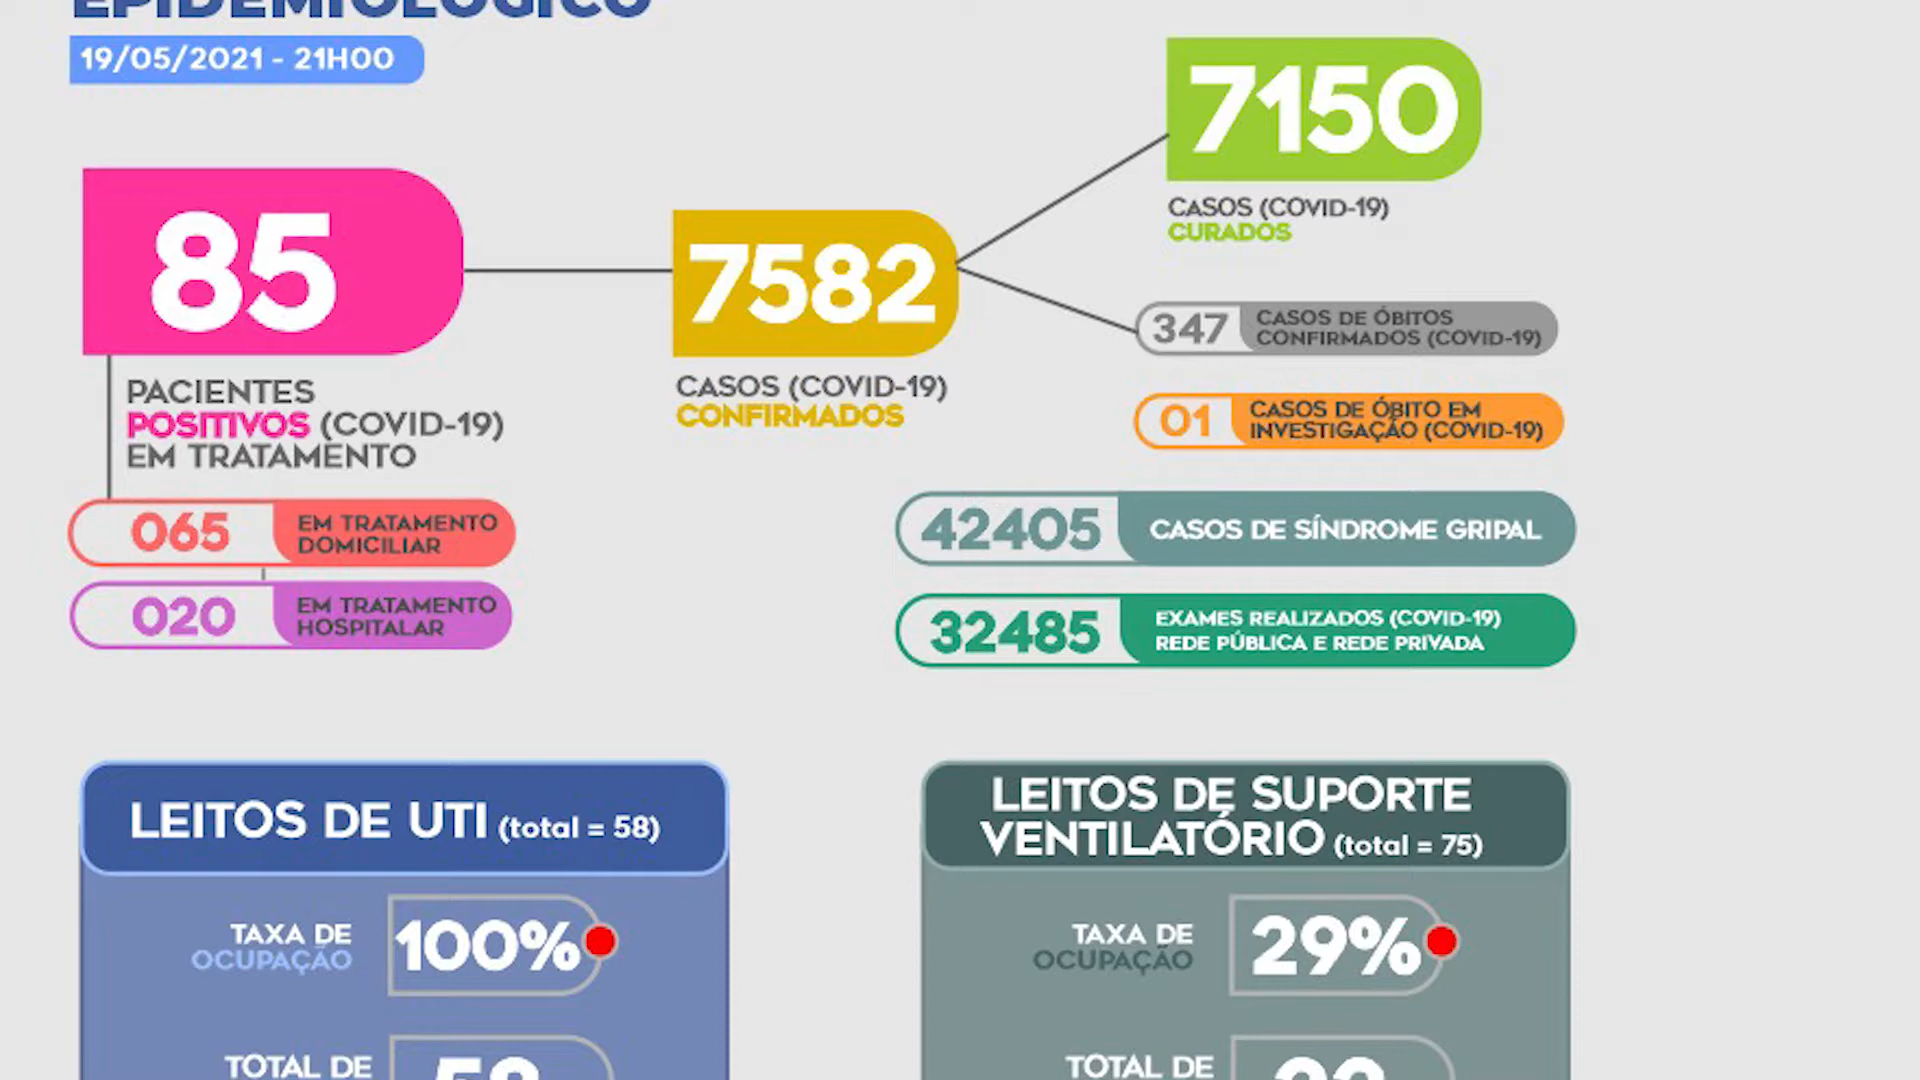 EPIDEMIOLÓGICO
19/05/2021 - 21H00
85
PACIENTES
POSITIVOS (COVID-19)
EM TRATAMENTO
065
EM TRATAMENTO
DOMICILIAR
020
EM TRATAMENTO
HOSPITALAR
7582
CASOS (COVID-19)
CONFIRMADOS
7150
CASOS (COVID-19)
CURADOS
347
CASOS DE ÓBITOS
CONFIRMADOS (COVID-19)
01
CASOS DE ÓBITO EM
INVESTIGAÇÃO (COVID-19)
42405
CASOS DE SÍNDROME GRIPAL
32485
EXAMES REALIZADOS (COVID-19)
REDE PÚBLICA E REDE PRIVADA
LEITOS DE UTI (total = 58)
TAXA DE
OCUPAÇÃO
100%
TOTAL DE
LEITOS DE SUPORTE
VENTILATÓRIO (total = 75)
TAXA DE
OCUPAÇÃO
29%
TOTAL DE